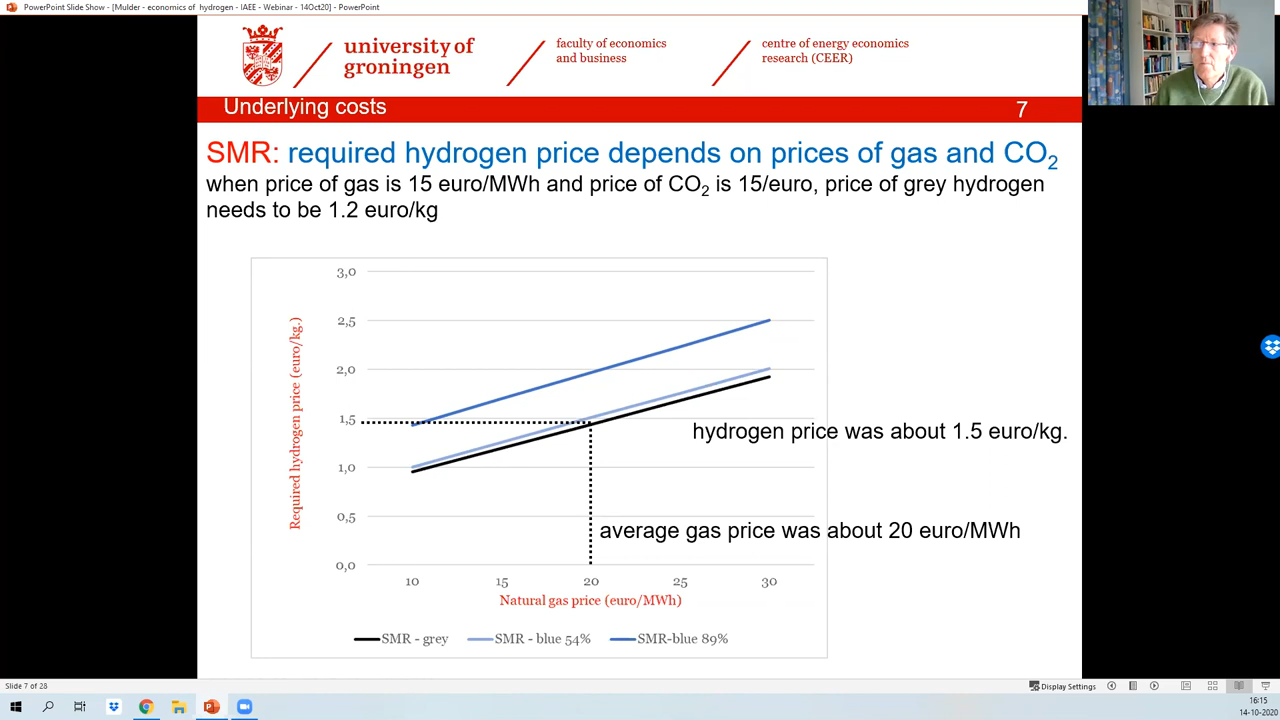 PowerPoint Slide Show - [Mulder - economics of hydrogen - IAEE - Webinar - 14Oct20] - PowerPoint
university of
groningen
faculty of economics
and business
centre of energy economics
research (CEER)
Underlying costs
7
SMR: required hydrogen price depends on prices of gas and CO2
when price of gas is 15 euro/MWh and price of CO2 is 15/euro, price of grey hydrogen
needs to be 1.2 euro/kg
Required hydrogen price (euro/kg.)
3,0
2,5
2,0
1,5
1,0
0,5
0,0
hydrogen price was about 1.5 euro/kg.
average gas price was about 20 euro/MWh
10 15 20 25 30
Natural gas price (euro/MWh)
SMR - grey SMR - blue 54% SMR-blue 89%
Slide 7 of 28
Display Settings
16:15
14-10-2020